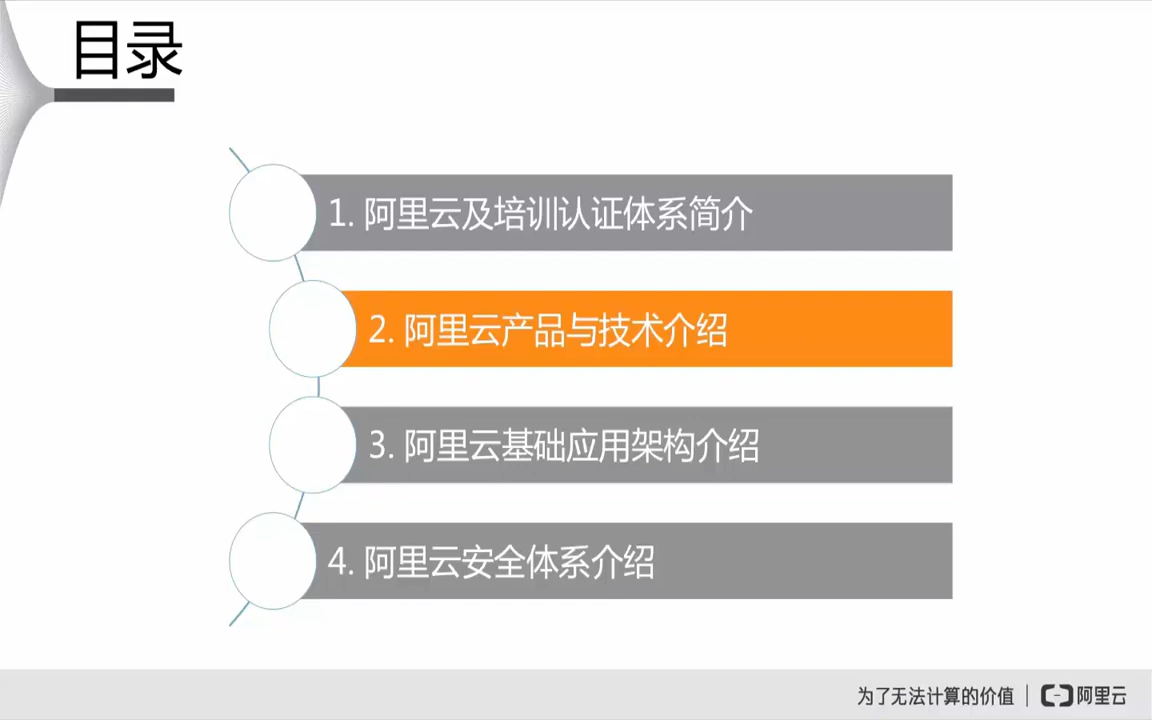 目录
1. 阿里云及培训认证体系简介
2. 阿里云产品与技术介绍
3. 阿里云基础应用架构介绍
4. 阿里云安全体系介绍
为了无法计算的价值 | 阿里云